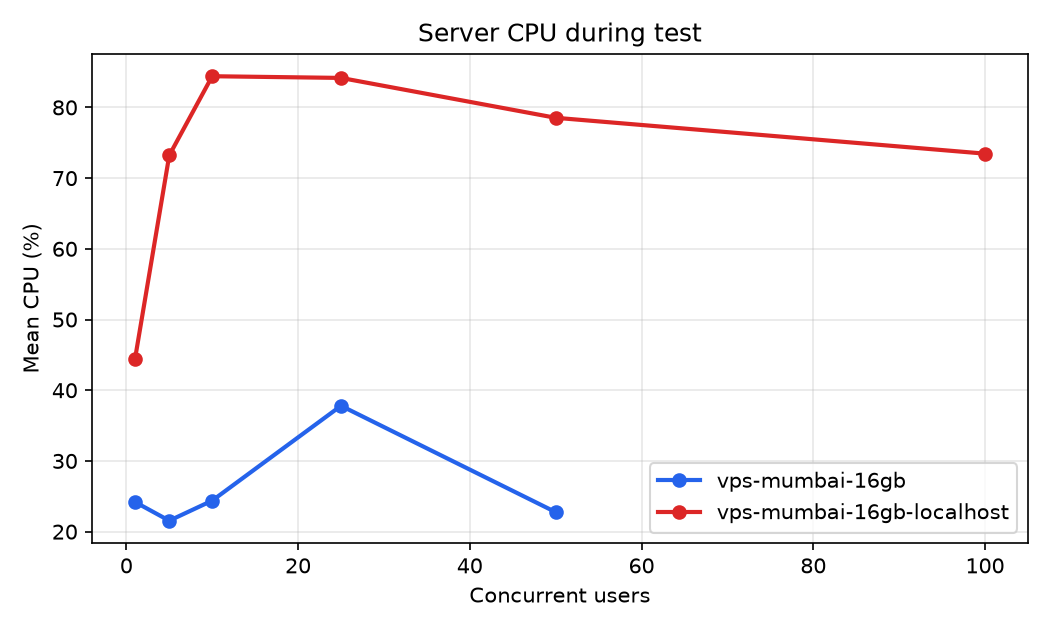 Server CPU during test
Mean CPU (%)
80
70
60
50
40
30
20
vps-mumbai-16gb
vps-mumbai-16gb-localhost
0 20 40 60 80 100
Concurrent users